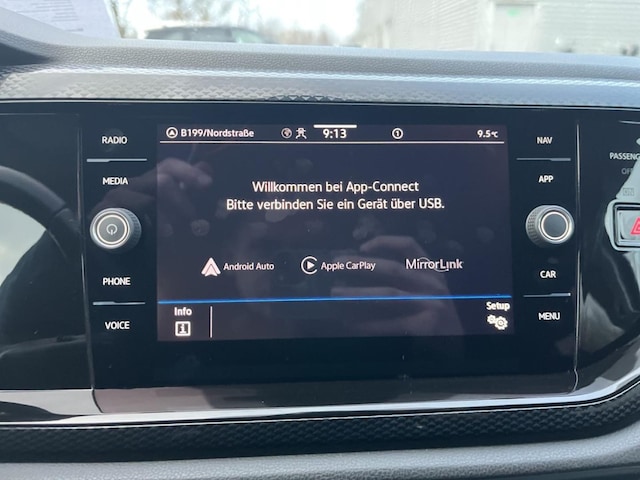 RADIO
MEDIA
PHONE
VOICE
B199/Nordstraße
9:13
1
9.5°C
Willkommen bei App-Connect
Bitte verbinden Sie ein Gerät über USB.
Android Auto
Apple CarPlay
MirrorLink
Info
Setup
NAV
APP
CAR
MENU